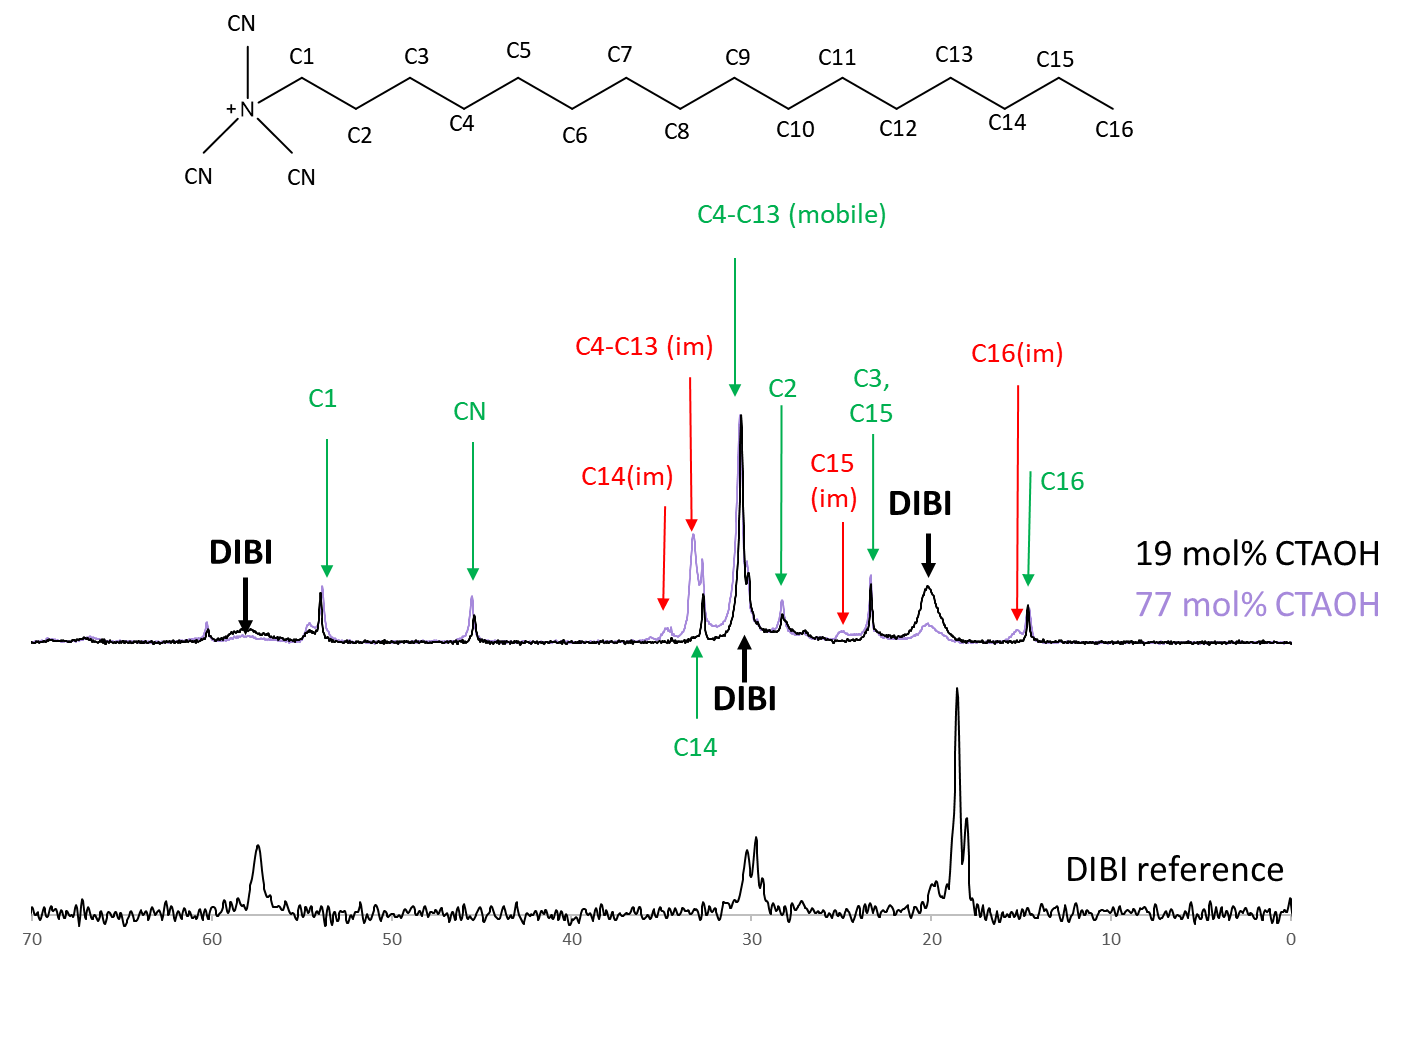 CN
C1
C3
C5
C7
C9
C11
C13
C15
+N
C2
C4
C6
C8
C10
C12
C14
C16
CN
CN
C4-C13 (mobile)
C4-C13 (im)
C16(im)
C1
CN
C2
C3,
C15
C14(im)
C15
(im)
C16
DIBI
DIBI
19 mol% CTAOH
77 mol% CTAOH
DIBI
C14
DIBI reference
70
60
50
40
30
20
10
0